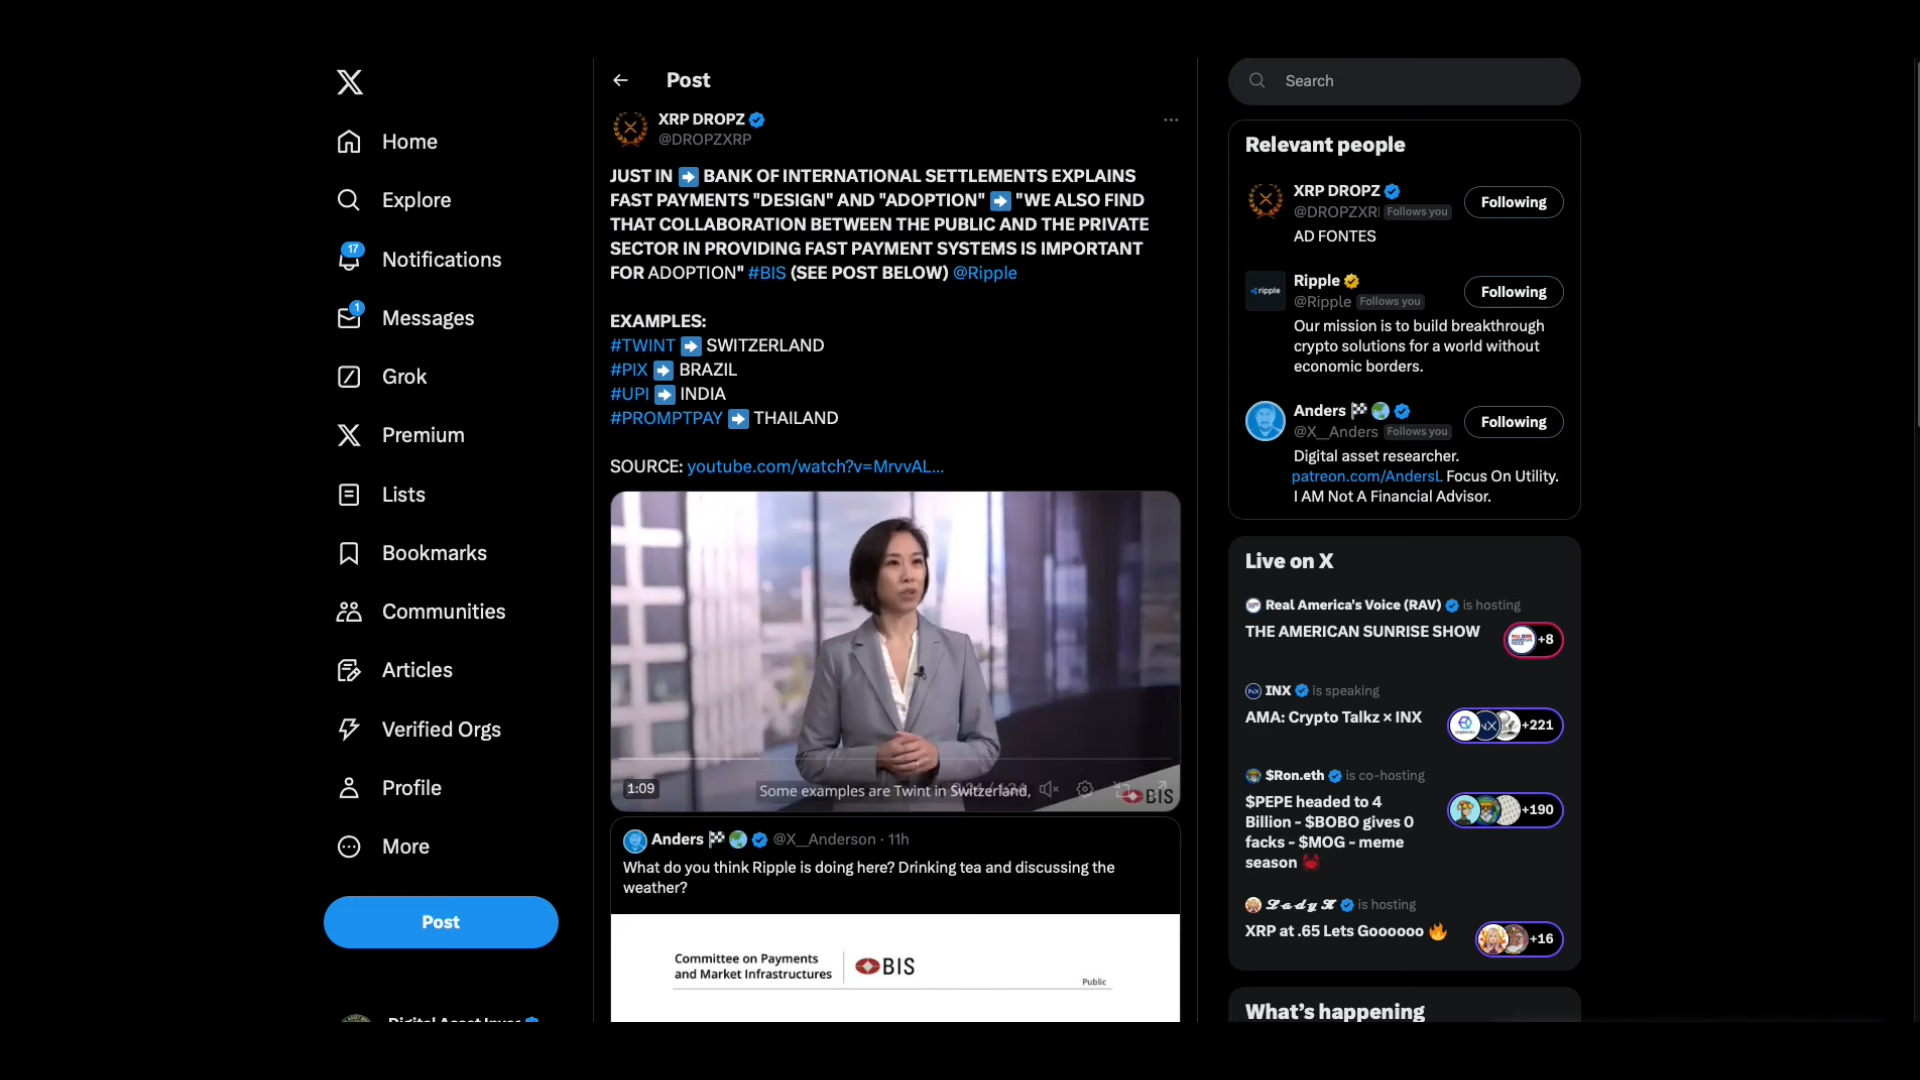 Home
Explore
17
Notifications
1
Messages
Grok
Premium
Lists
Bookmarks
Communities
Articles
Verified Orgs
Profile
More
Post
Post
XRP DROPZ
@DROPZXRP
JUST IN ➡️ BANK OF INTERNATIONAL SETTLEMENTS EXPLAINS
FAST PAYMENTS "DESIGN" AND "ADOPTION" ➡️ "WE ALSO FIND
THAT COLLABORATION BETWEEN THE PUBLIC AND THE PRIVATE
SECTOR IN PROVIDING FAST PAYMENT SYSTEMS IS IMPORTANT
FOR ADOPTION" #BIS (SEE POST BELOW) @Ripple
EXAMPLES:
#TWINT ➡️ SWITZERLAND
#PIX ➡️ BRAZIL
#UPI ➡️ INDIA
#PROMPTPAY ➡️ THAILAND
SOURCE: youtube.com/watch?v=MrvvAL...
1:09
Some examples are Twint in Switzerland,
BIS
Anders @X__Anderson · 11h
What do you think Ripple is doing here? Drinking tea and discussing the
weather?
Committee on Payments
and Market Infrastructures
BIS
Public
Search
Relevant people
XRP DROPZ
@DROPZXRI Follows you
Following
AD FONTES
Ripple
@Ripple Follows you
Following
Our mission is to build breakthrough
crypto solutions for a world without
economic borders.
Anders
@X__Anders Follows you
Following
Digital asset researcher.
patreon.com/AndersL Focus On Utility.
I AM Not A Financial Advisor.
Live on X
Real America's Voice (RAV) is hosting
THE AMERICAN SUNRISE SHOW
+8
INX is speaking
AMA: Crypto Talkz × INX
+221
$Ron.eth is co-hosting
$PEPE headed to 4
Billion - $BOBO gives 0
facks - $MOG - meme
season 🦀
+190
𝓛𝓪𝓭𝔂 𝓧 is hosting
XRP at .65 Lets Goooooo 🔥
+16
What's happening